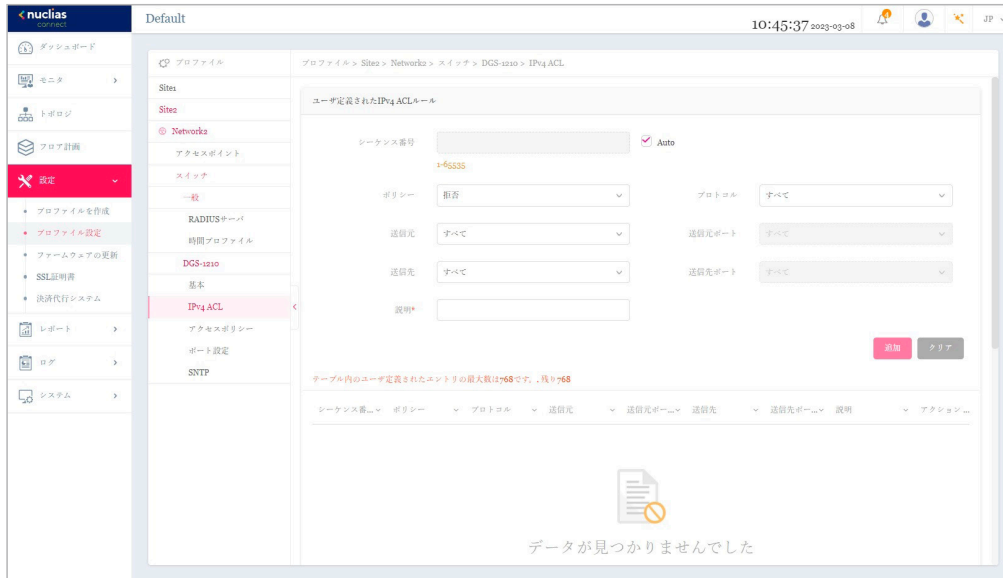 nuclias
connect
Default
10:45:37 2023-03-08
4
JP
ダッシュボード
モニタ
トポロジ
フロア計画
設定
プロファイルを作成
プロファイル設定
ファームウェアの更新
SSL証明書
決済代行システム
レポート
ログ
システム
プロファイル
Site1
Site2
Network2
アクセスポイント
スイッチ
一般
RADIUSサーバ
時間プロファイル
DGS-1210
基本
IPv4 ACL
アクセスポリシー
ポート設定
SNTP
プロファイル > Site2 > Network2 > スイッチ > DGS-1210 > IPv4 ACL
ユーザ定義されたIPv4 ACLルール
シーケンス番号
Auto
1-65535
ポリシー 拒否 プロトコル すべて
送信元 すべて 送信元ポート すべて
送信先 すべて 送信先ポート すべて
説明*
追加 クリア
テーブル内のユーザ定義されたエントリの最大数は768です, , 残り768
シーケンス番... ポリシー プロトコル 送信元 送信元ポー... 送信先 送信先ポー... 説明 アクション ...
データが見つかりませんでした